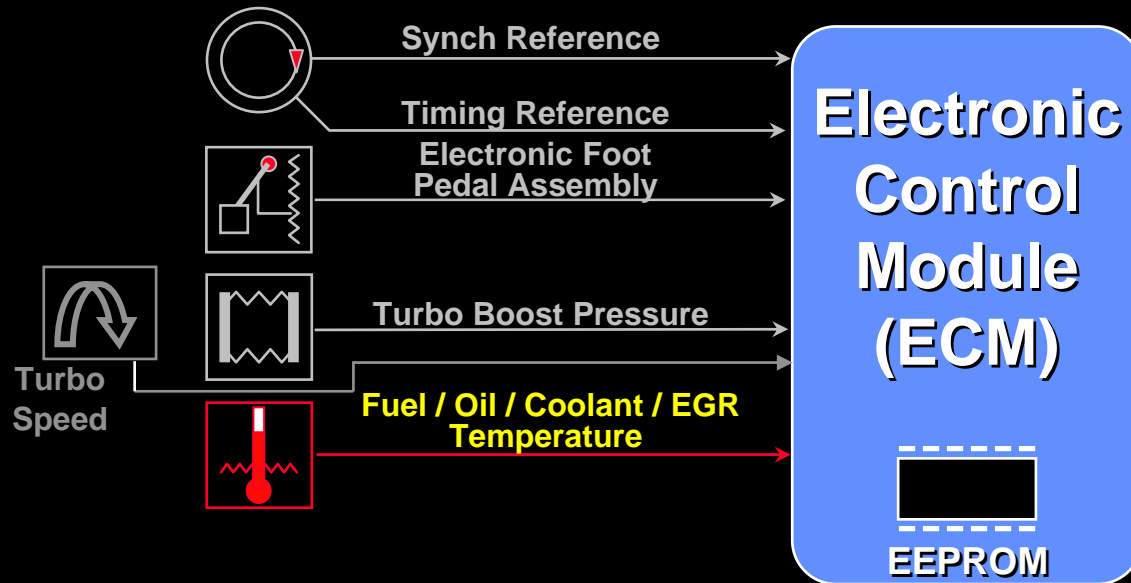 Synch Reference
Timing Reference
Electronic Foot
Pedal Assembly
Turbo Boost Pressure
Turbo
Speed
Fuel / Oil / Coolant / EGR
Temperature
Electronic
Control
Module
(ECM)
EEPROM